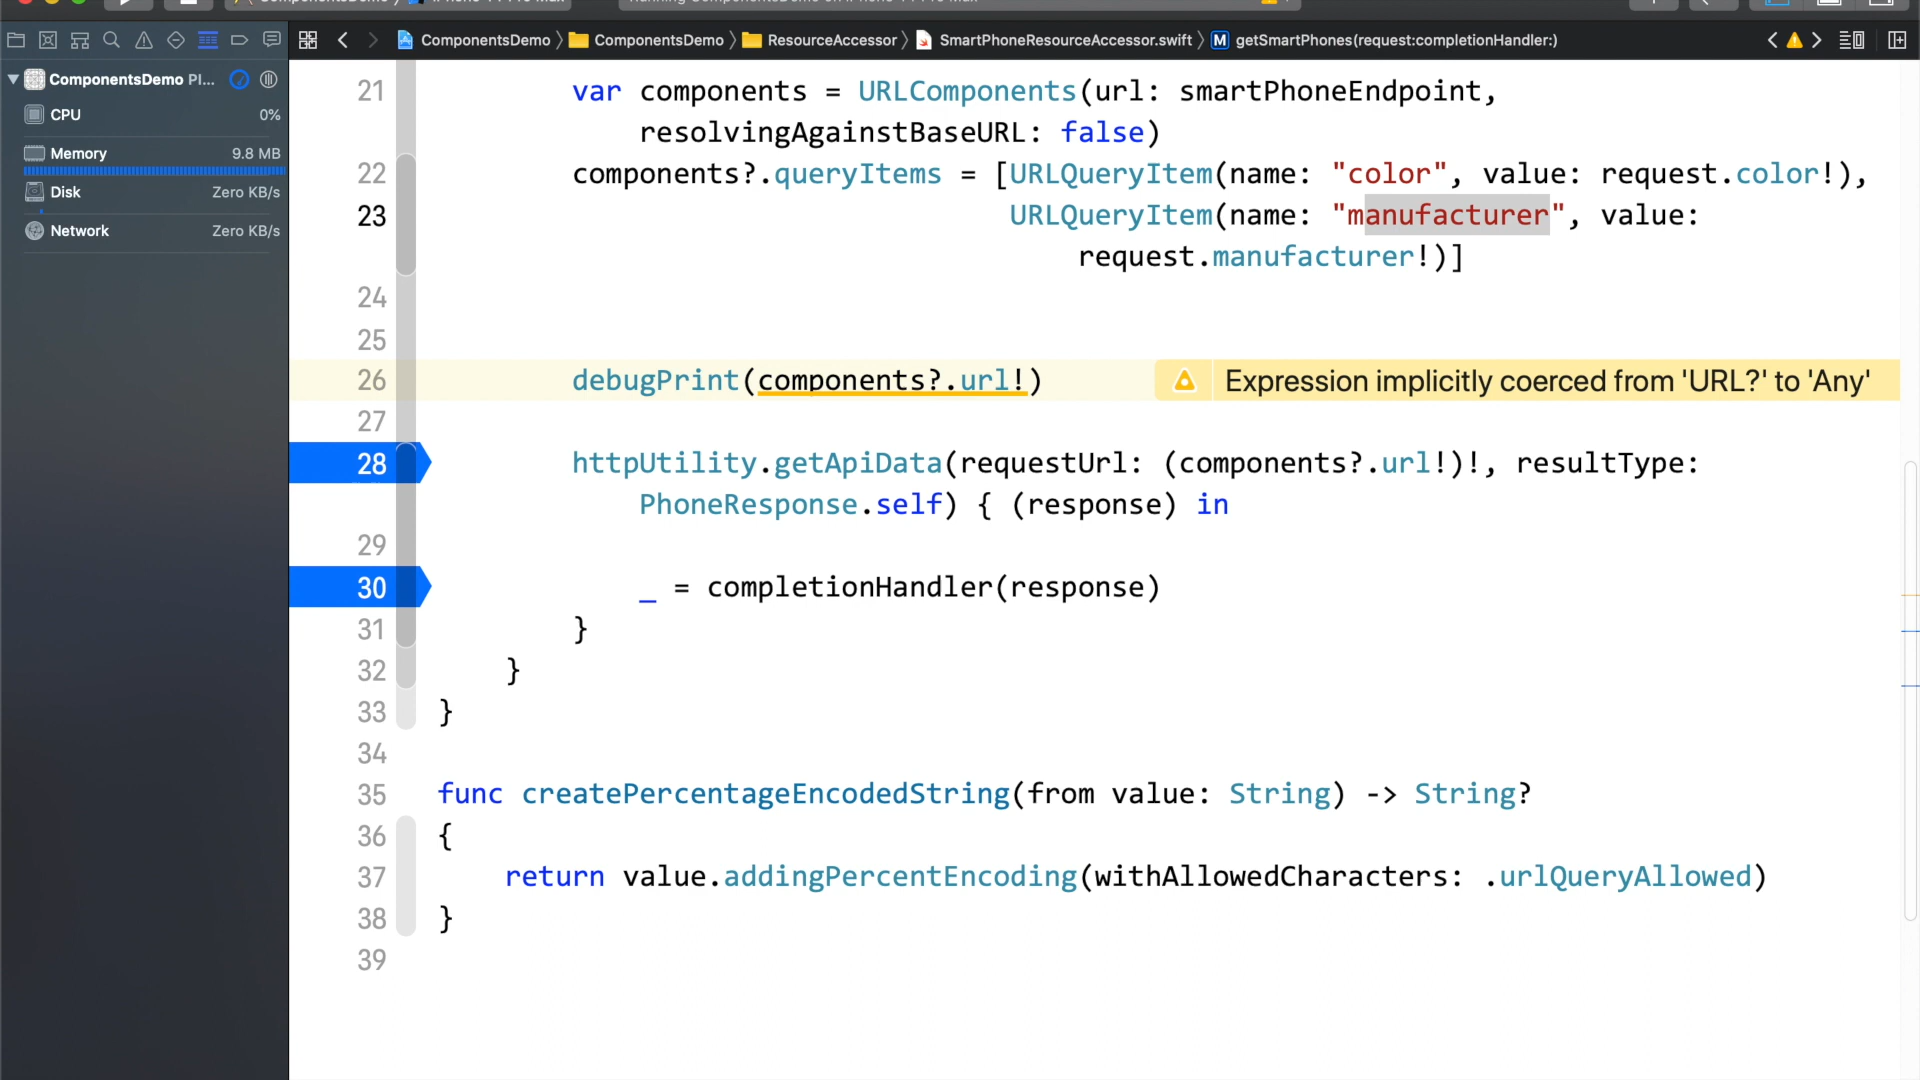 ComponentsDemo ComponentsDemo ResourceAccessor SmartPhoneResourceAccessor.swift M getSmartPhones(request:completionHandler:)
ComponentsDemo PI...
CPU 0%
Memory 9.8 MB
Disk Zero KB/s
Network Zero KB/s
21 var components = URLComponents(url: smartPhoneEndpoint,
resolvingAgainstBaseURL: false)
22 components?.queryItems = [URLQueryItem(name: "color", value: request.color!),
23 URLQueryItem(name: "manufacturer", value:
request.manufacturer!)]
24
25
26 debugPrint(components?.url!) Expression implicitly coerced from 'URL?' to 'Any'
27
28 httpUtility.getApiData(requestUrl: (components?.url!)!, resultType:
PhoneResponse.self) { (response) in
29
30 _ = completionHandler(response)
31 }
32 }
33 }
34
35 func createPercentageEncodedString(from value: String) -> String?
36 {
37 return value.addingPercentEncoding(withAllowedCharacters: .urlQueryAllowed)
38 }
39